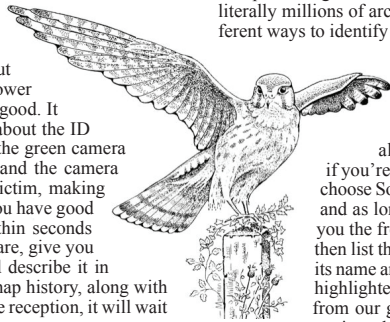 literally millions of arc
ferent ways to identify
ut
ower
good. It
about the ID
the green camera
and the camera
ictim, making
ou have good
thin seconds
are, give you
l describe it in
nap history, along with
e reception, it will wait
al
if you're
choose So
and as lon
you the fr
then list th
its name an
highlighte
from our g